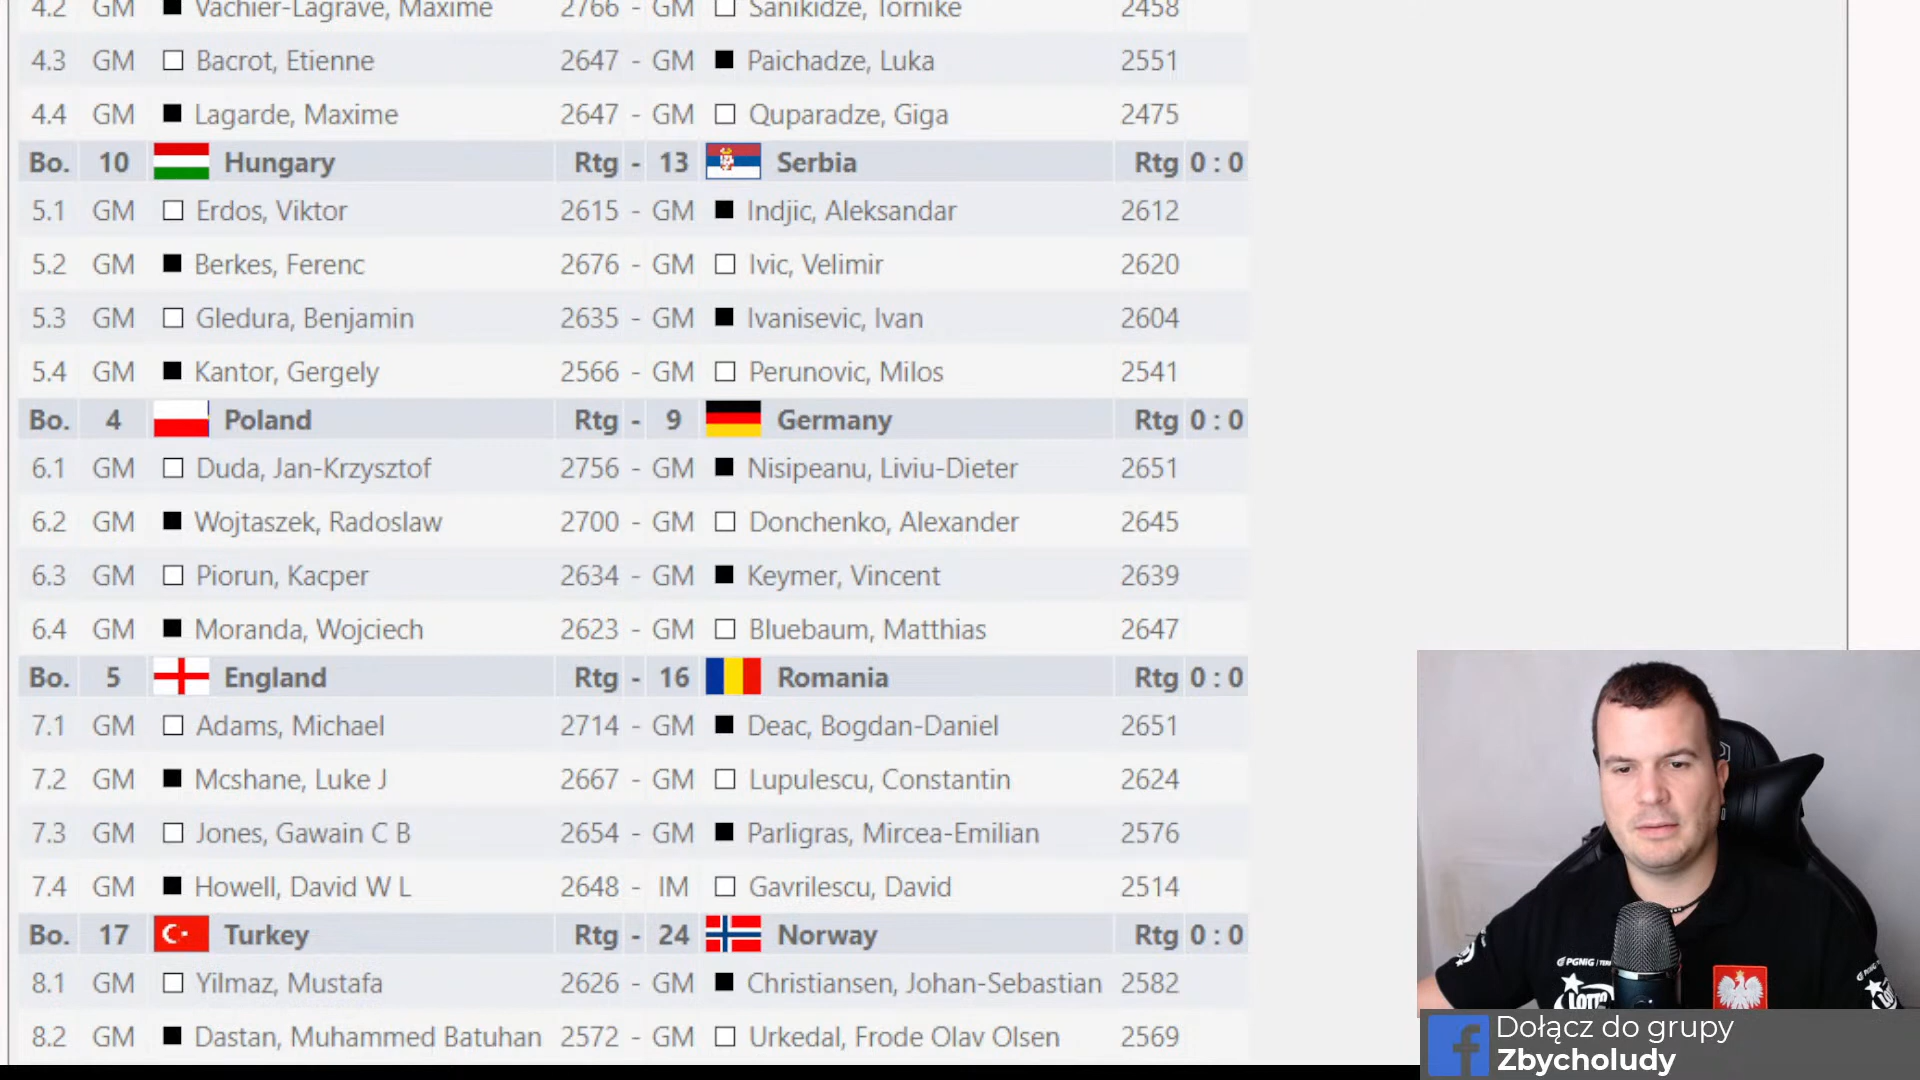 4.2 GM Vachier-Lagrave, Maxime 2766 - GM Sanikidze, Tornike 2458
4.3 GM Bacrot, Etienne 2647 - GM Paichadze, Luka 2551
4.4 GM Lagarde, Maxime 2647 - GM Quparadze, Giga 2475
Bo. 10 Hungary Rtg - 13 Serbia Rtg 0 : 0
5.1 GM Erdos, Viktor 2615 - GM Indjic, Aleksandar 2612
5.2 GM Berkes, Ferenc 2676 - GM Ivic, Velimir 2620
5.3 GM Gledura, Benjamin 2635 - GM Ivanisevic, Ivan 2604
5.4 GM Kantor, Gergely 2566 - GM Perunovic, Milos 2541
Bo. 4 Poland Rtg - 9 Germany Rtg 0 : 0
6.1 GM Duda, Jan-Krzysztof 2756 - GM Nisipeanu, Liviu-Dieter 2651
6.2 GM Wojtaszek, Radoslaw 2700 - GM Donchenko, Alexander 2645
6.3 GM Piorun, Kacper 2634 - GM Keymer, Vincent 2639
6.4 GM Moranda, Wojciech 2623 - GM Bluebaum, Matthias 2647
Bo. 5 England Rtg - 16 Romania Rtg 0 : 0
7.1 GM Adams, Michael 2714 - GM Deac, Bogdan-Daniel 2651
7.2 GM Mcshane, Luke J 2667 - GM Lupulescu, Constantin 2624
7.3 GM Jones, Gawain C B 2654 - GM Parligras, Mircea-Emilian 2576
7.4 GM Howell, David W L 2648 - IM Gavrilescu, David 2514
Bo. 17 Turkey Rtg - 24 Norway Rtg 0 : 0
8.1 GM Yilmaz, Mustafa 2626 - GM Christiansen, Johan-Sebastian 2582
8.2 GM Dastan, Muhammed Batuhan 2572 - GM Urkedal, Frode Olav Olsen 2569
PGNiG
LOTTO
Dołącz do grupy
Zbycholudy